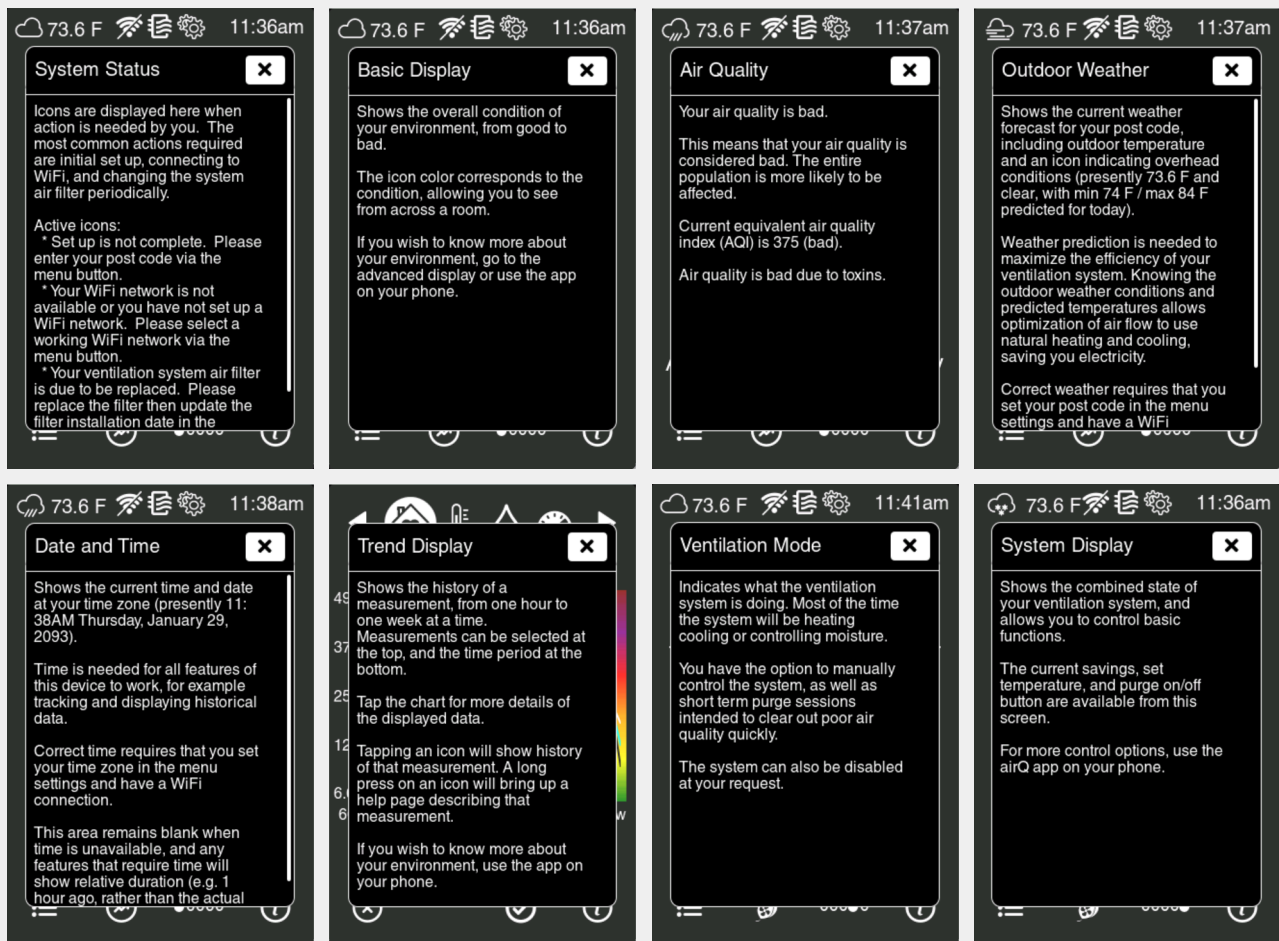 73.6 F 11:36am
System Status
Icons are displayed here when
action is needed by you. The
most common actions required
are initial set up, connecting to
WiFi, and changing the system
air filter periodically.
Active icons:
* Set up is not complete. Please
enter your post code via the
menu button.
* Your WiFi network is not
available or you have not set up a
WiFi network. Please select a
working WiFi network via the
menu button.
* Your ventilation system air filter
is due to be replaced. Please
replace the filter then update the
filter installation date in the
73.6 F 11:36am
Basic Display
Shows the overall condition of
your environment, from good to
bad.
The icon color corresponds to the
condition, allowing you to see
from across a room.
If you wish to know more about
your environment, go to the
advanced display or use the app
on your phone.
73.6 F 11:37am
Air Quality
Your air quality is bad.
This means that your air quality is
considered bad. The entire
population is more likely to be
affected.
Current equivalent air quality
index (AQI) is 375 (bad).
Air quality is bad due to toxins.
73.6 F 11:37am
Outdoor Weather
Shows the current weather
forecast for your post code,
including outdoor temperature
and an icon indicating overhead
conditions (presently 73.6 F and
clear, with min 74 F / max 84 F
predicted for today).
Weather prediction is needed to
maximize the efficiency of your
ventilation system. Knowing the
outdoor weather conditions and
predicted temperatures allows
optimization of air flow to use
natural heating and cooling,
saving you electricity.
Correct weather requires that you
set your post code in the menu
settings and have a WiFi
73.6 F 11:38am
Date and Time
Shows the current time and date
at your time zone (presently 11:
38AM Thursday, January 29,
2093).
Time is needed for all features of
this device to work, for example
tracking and displaying historical
data.
Correct time requires that you set
your time zone in the menu
settings and have a WiFi
connection.
This area remains blank when
time is unavailable, and any
features that require time will
show relative duration (e.g. 1
hour ago, rather than the actual
Trend Display
Shows the history of a
measurement, from one hour to
one week at a time.
Measurements can be selected at
the top, and the time period at the
bottom.
Tap the chart for more details of
the displayed data.
Tapping an icon will show history
of that measurement. A long
press on an icon will bring up a
help page describing that
measurement.
If you wish to know more about
your environment, use the app on
your phone.
73.6 F 11:41am
Ventilation Mode
Indicates what the ventilation
system is doing. Most of the time
the system will be heating
cooling or controlling moisture.
You have the option to manually
control the system, as well as
short term purge sessions
intended to clear out poor air
quality quickly.
The system can also be disabled
at your request.
73.6 F 11:36am
System Display
Shows the combined state of
your ventilation system, and
allows you to control basic
functions.
The current savings, set
temperature, and purge on/off
button are available from this
screen.
For more control options, use the
airQ app on your phone.